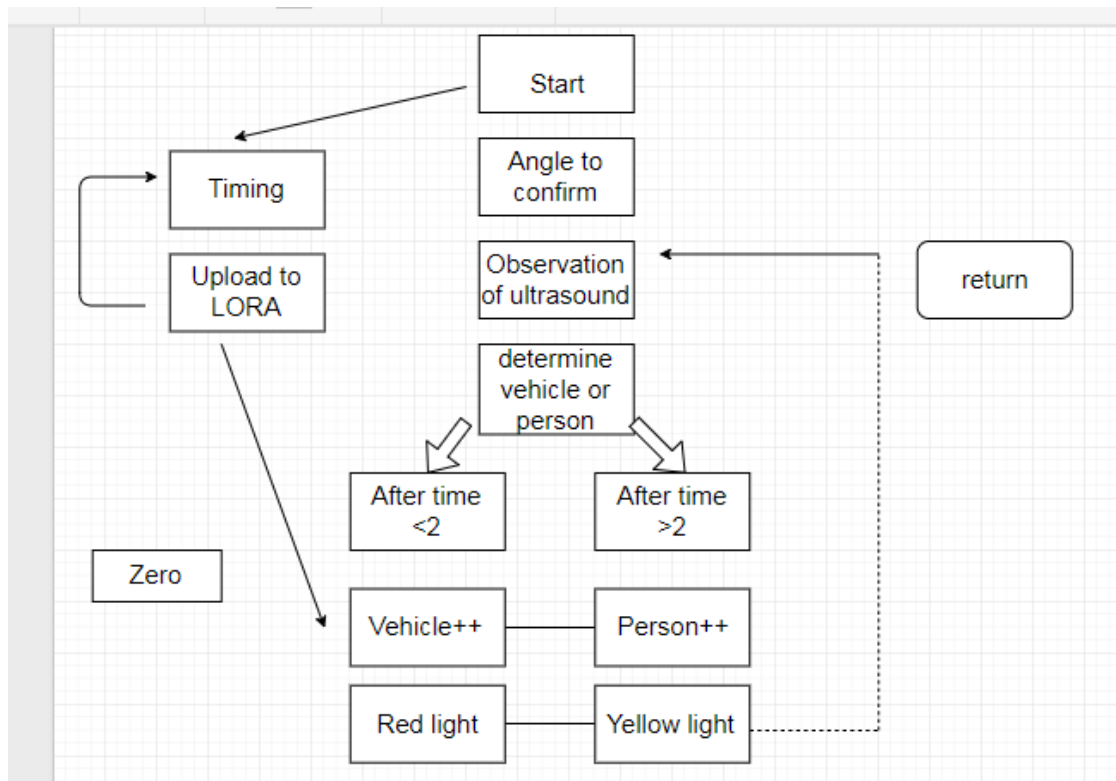 Start
Timing
Angle to
confirm
Upload to
LORA
Observation
of ultrasound
return
determine
vehicle or
person
After time
<2
After time
>2
Zero
Vehicle++
Person++
Red light
Yellow light